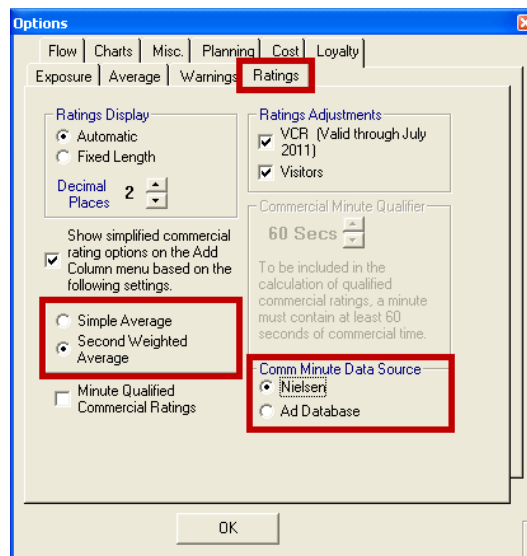 Options
Flow Charts Misc. Planning Cost Loyalty
Exposure Average Warnings Ratings
Ratings Display
Automatic
Fixed Length
Decimal
Places 2
Show simplified commercial
rating options on the Add
Column menu based on the
following settings.
Simple Average
Second Weighted
Average
Minute Qualified
Commercial Ratings
Ratings Adjustments
VCR (Valid through July
2011)
Visitors
Commercial Minute Qualifier
60 Secs
To be included in the
calculation of qualified
commercial ratings, a minute
must contain at least 60
seconds of commercial time.
Comm Minute Data Source
Nielsen
Ad Database
OK